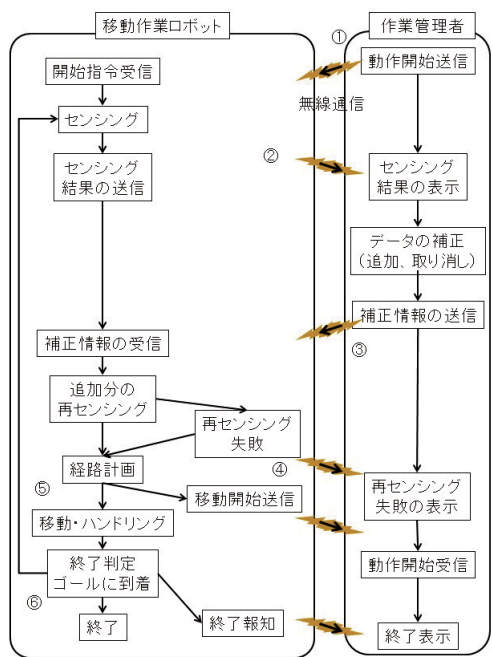 移動作業ロボット
①
作業管理者
開始指令受信
動作開始送信
無線通信
センシング
②
センシング
結果の送信
センシング
結果の表示
データの補正
(追加、取り消し)
補正情報の送信
補正情報の受信
③
追加分の
再センシング
再センシング
失敗
経路計画
④
⑤
移動開始送信
再センシング
失敗の表示
移動・ハンドリング
終了判定
ゴールに到着
動作開始受信
⑥
終了
終了報知
終了表示